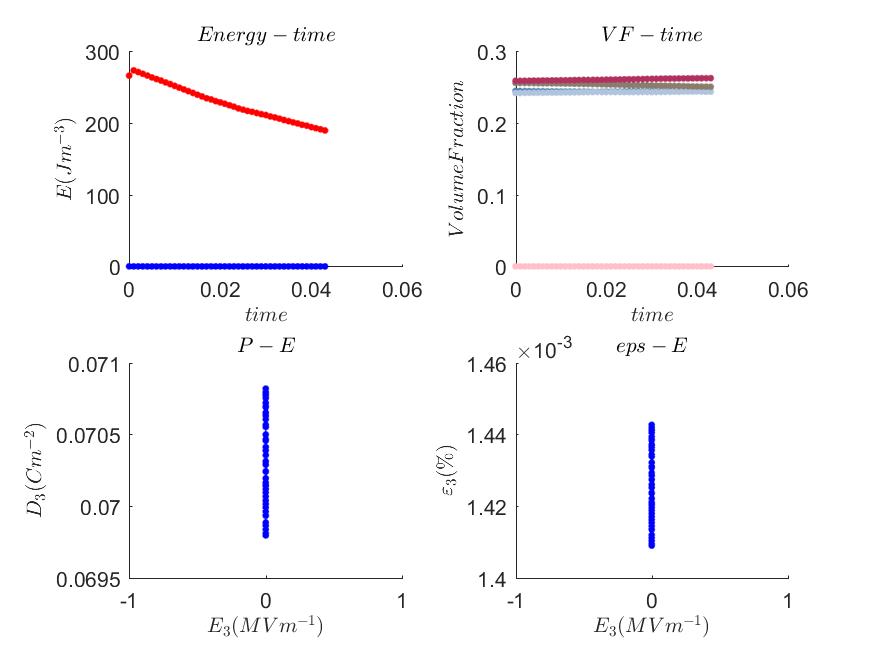 Energy − time
300
200
100
0
E(Jm⁻³)
0 0.02 0.04 0.06
time
VF − time
0.3
0.2
0.1
0
VolumeFraction
0 0.02 0.04 0.06
time
P − E
0.071
0.0705
0.07
0.0695
D₃(Cm⁻²)
-1 0 1
E₃(MVm⁻¹)
eps − E
×10⁻³
1.46
1.44
1.42
1.4
ε₃(%)
-1 0 1
E₃(MVm⁻¹)